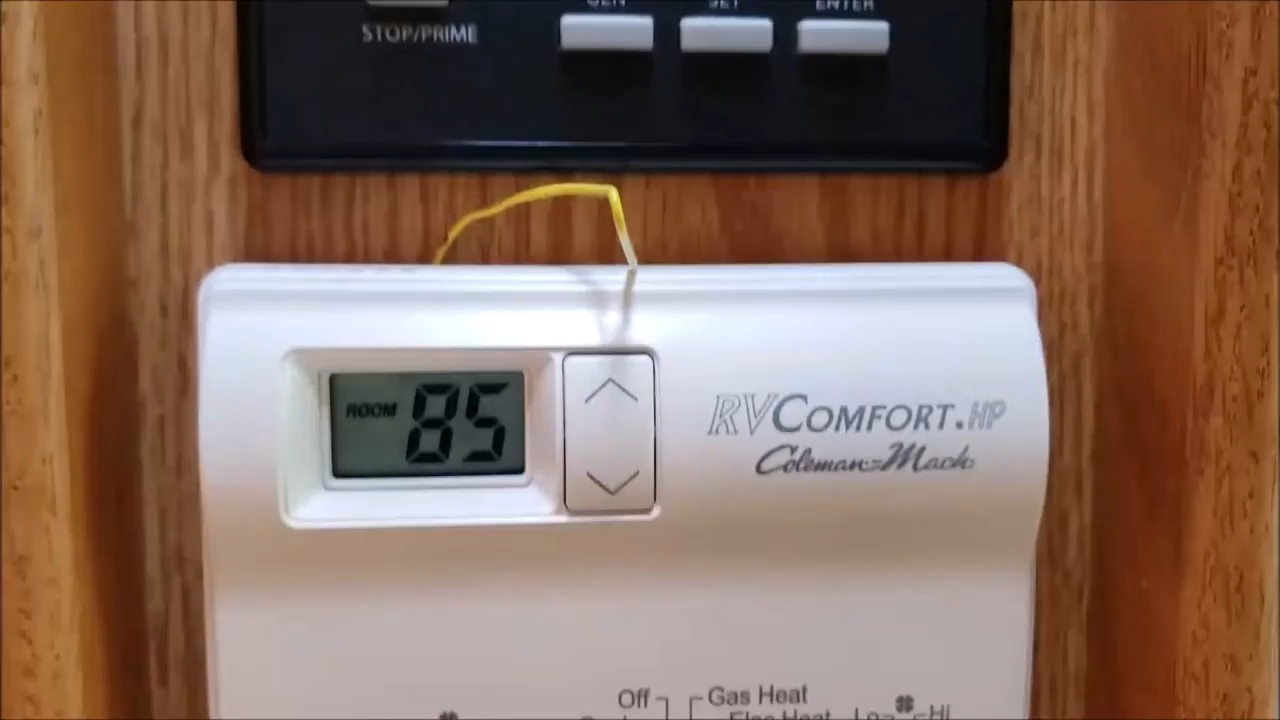 GEN SET ENTER
STOP/PRIME
ROOM 85
RVCOMFORT.HP
Coleman-Mach
Off Gas Heat
Elec Heat Lo Hi